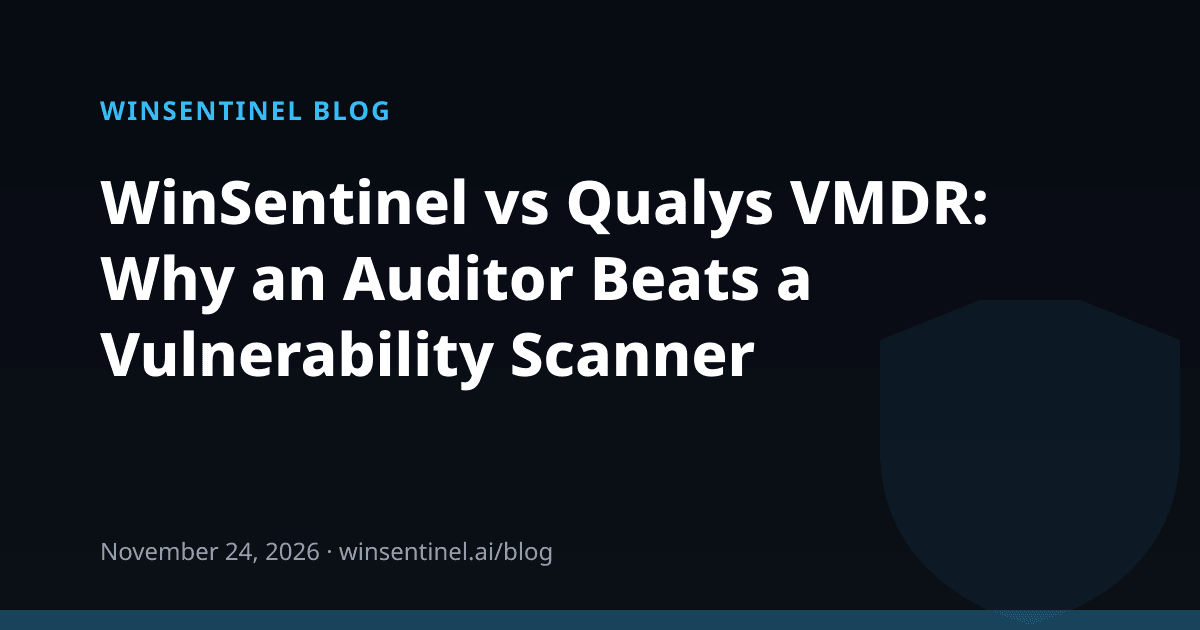 WINSENTINEL BLOG
WinSentinel vs Qualys VMDR:
Why an Auditor Beats a
Vulnerability Scanner
November 24, 2026 · winsentinel.ai/blog